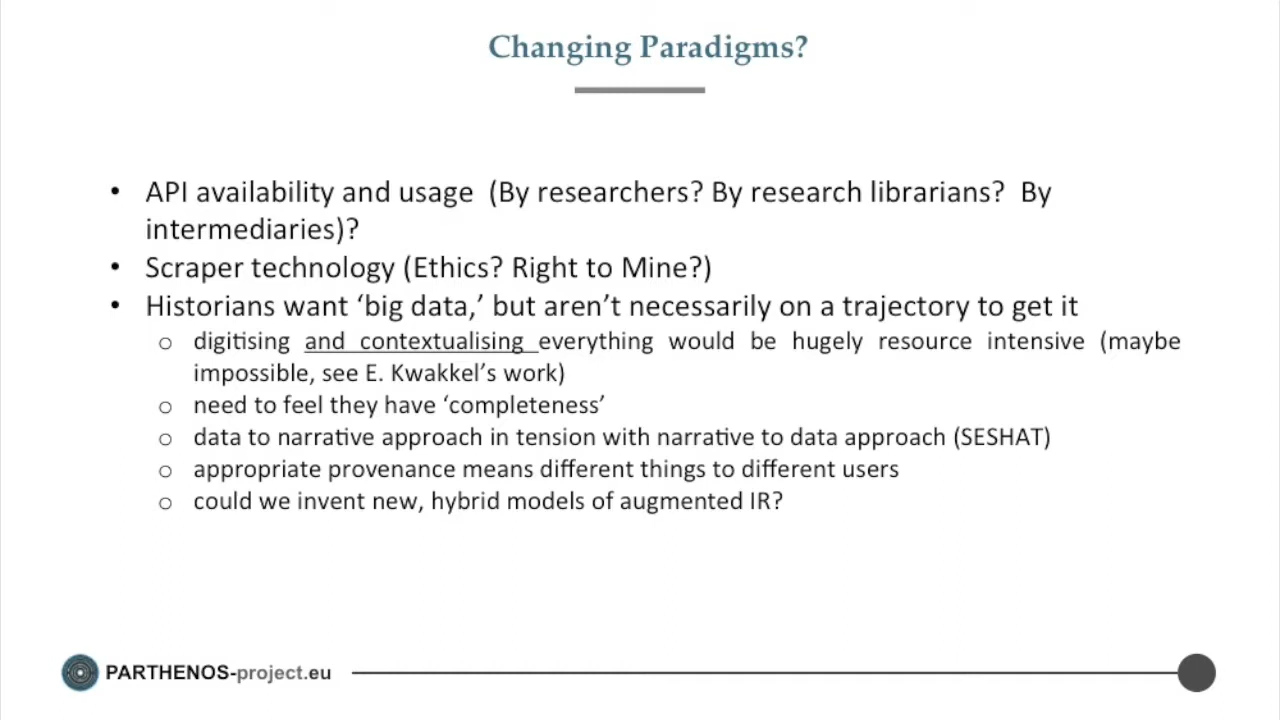 Changing Paradigms?
• API availability and usage (By researchers? By research librarians? By
intermediaries)?
• Scraper technology (Ethics? Right to Mine?)
• Historians want ‘big data,’ but aren’t necessarily on a trajectory to get it
o digitising and contextualising everything would be hugely resource intensive (maybe
impossible, see E. Kwakkel’s work)
o need to feel they have ‘completeness’
o data to narrative approach in tension with narrative to data approach (SESHAT)
o appropriate provenance means different things to different users
o could we invent new, hybrid models of augmented IR?
PARTHENOS-project.eu